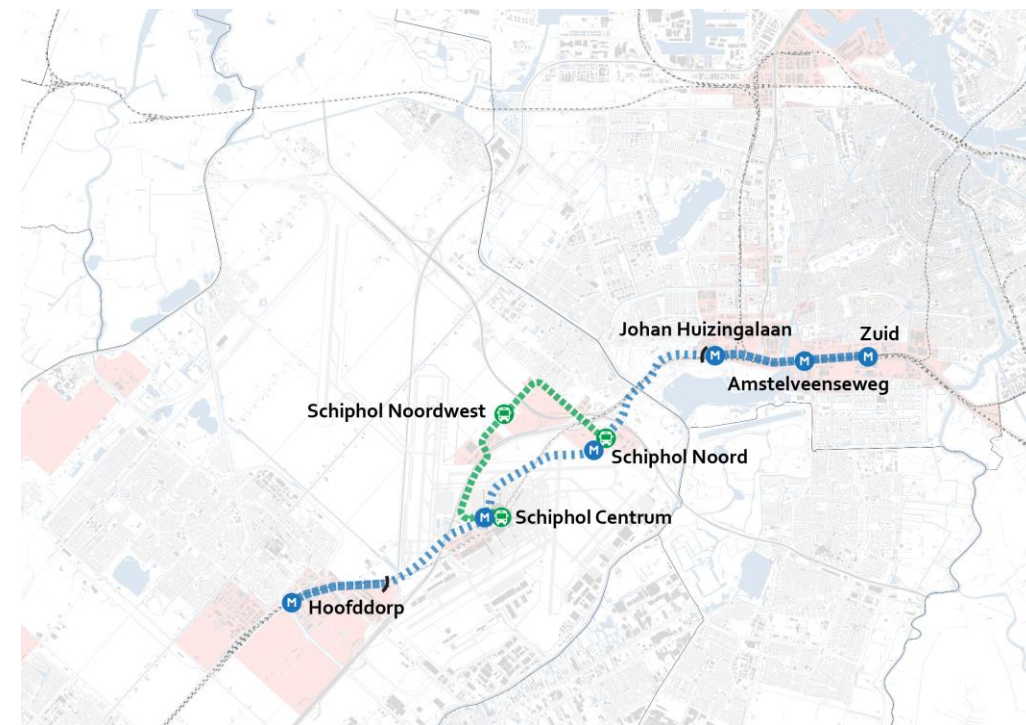 Johan Huizingalaan
Zuid
Amstelveenseweg
Schiphol Noordwest
Schiphol Noord
Schiphol Centrum
Hoofddorp
M
M
M
M
M
M